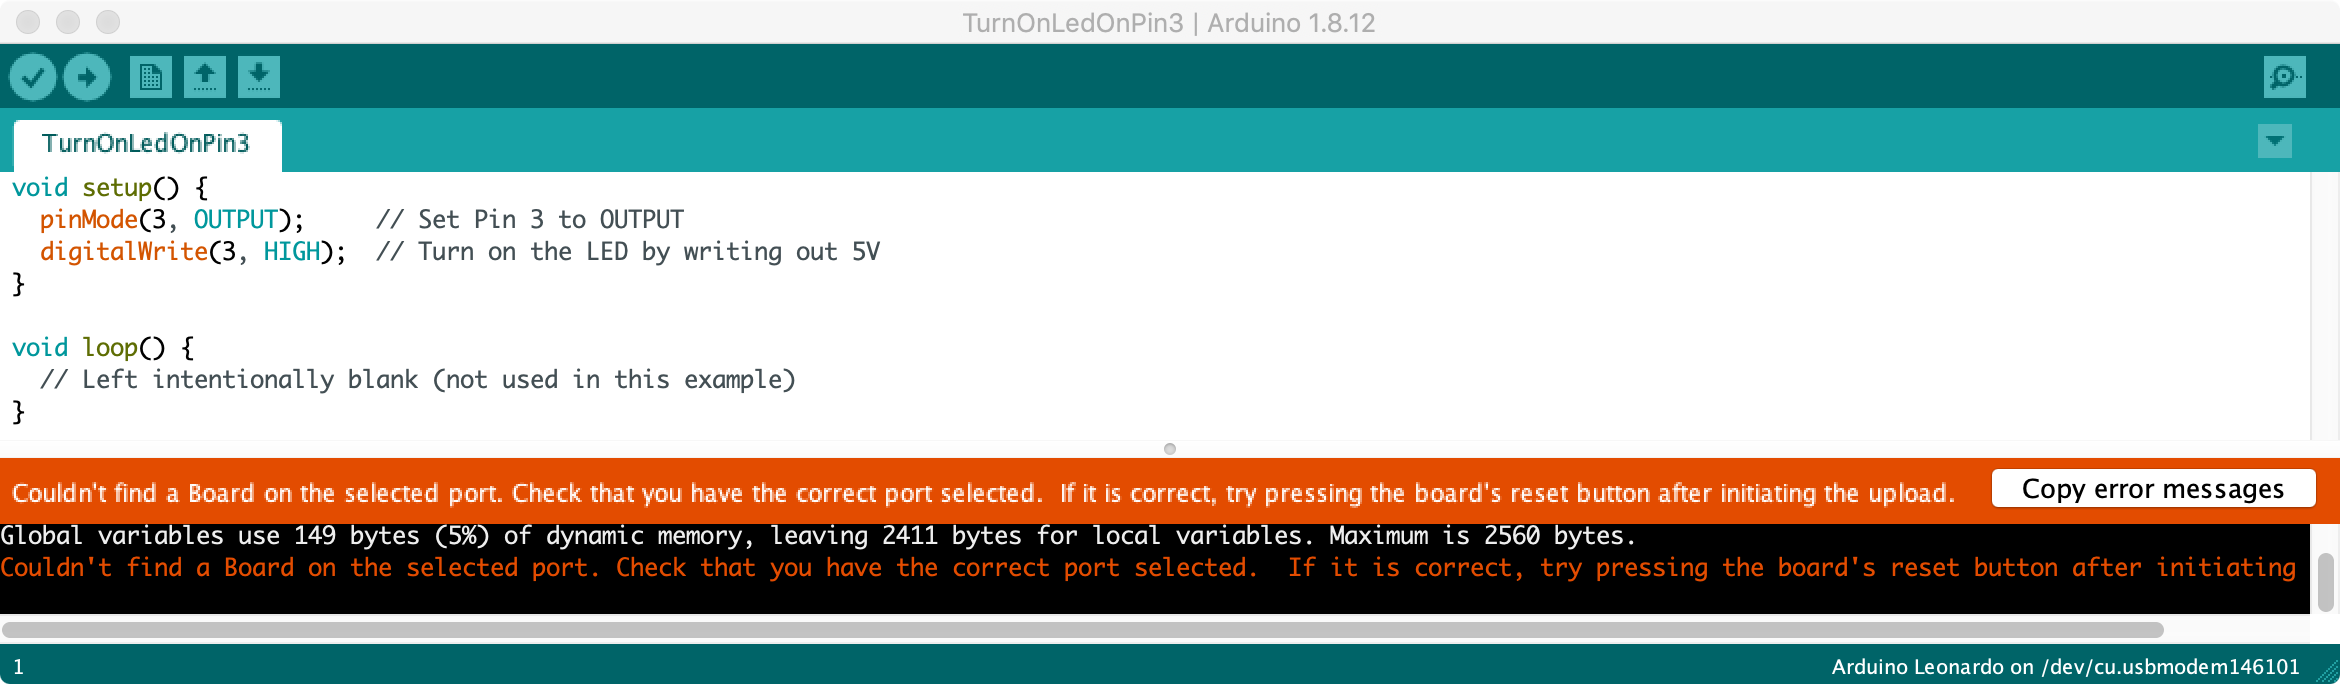 TurnOnLedOnPin3 | Arduino 1.8.12
TurnOnLedOnPin3
void setup() {
  pinMode(3, OUTPUT);     // Set Pin 3 to OUTPUT
  digitalWrite(3, HIGH);  // Turn on the LED by writing out 5V
}

void loop() {
  // Left intentionally blank (not used in this example)
}
Couldn't find a Board on the selected port. Check that you have the correct port selected.  If it is correct, try pressing the board's reset button after initiating the upload.
Copy error messages
Global variables use 149 bytes (5%) of dynamic memory, leaving 2411 bytes for local variables. Maximum is 2560 bytes.
Couldn't find a Board on the selected port. Check that you have the correct port selected.  If it is correct, try pressing the board's reset button after initiating
1
Arduino Leonardo on /dev/cu.usbmodem146101